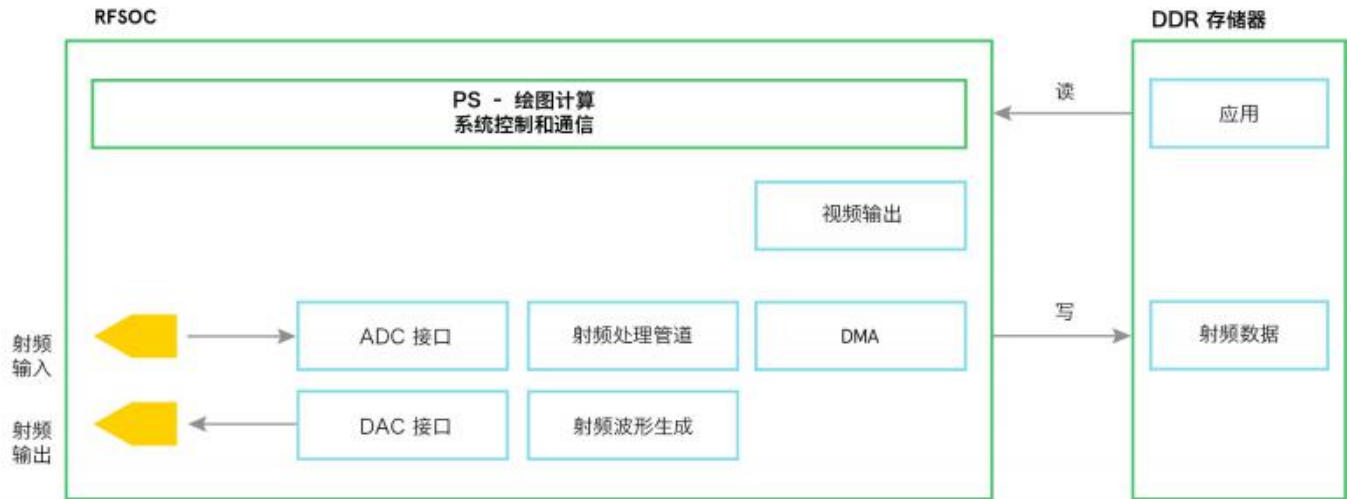 RFSOC
DDR 存储器
PS - 绘图计算
系统控制和通信
读
应用
视频输出
写
射频
输入
ADC 接口
射频处理管道
DMA
射频数据
射频
输出
DAC 接口
射频波形生成